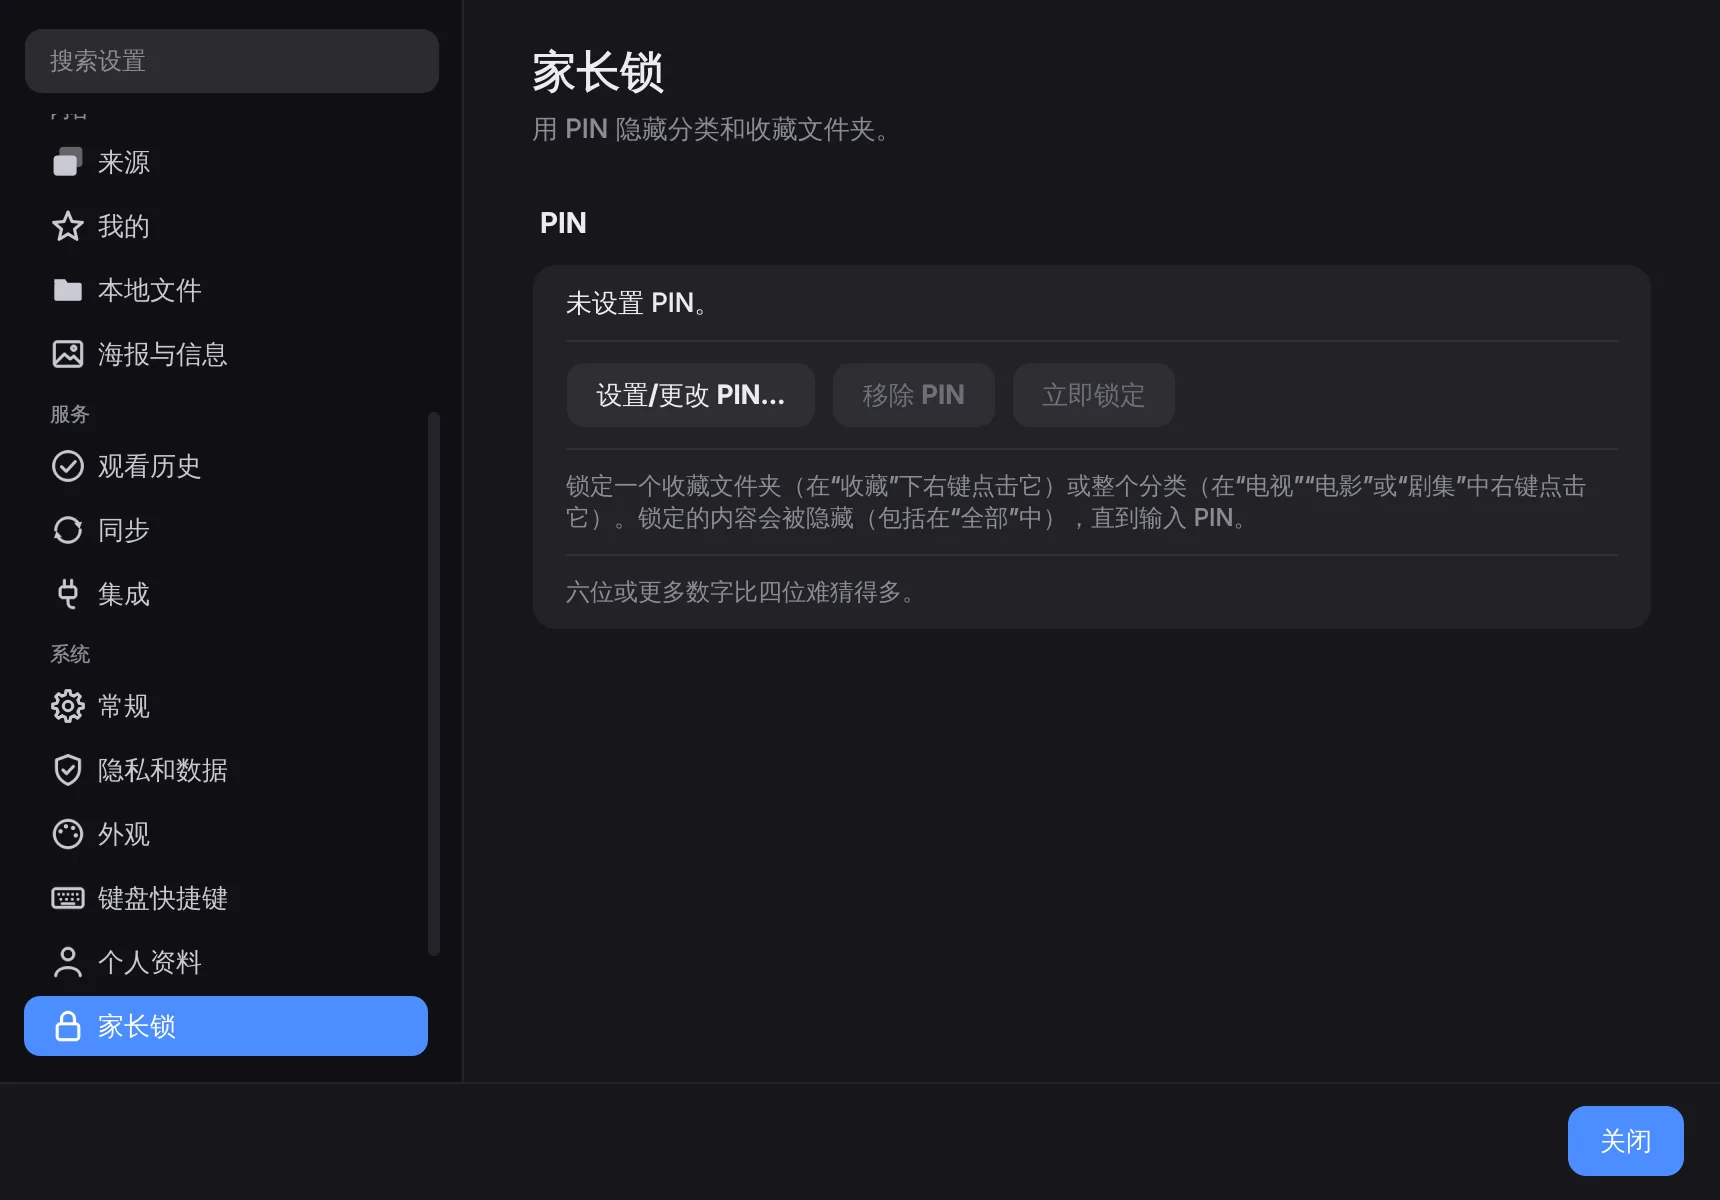 搜索设置
来源
我的
本地文件
海报与信息
服务
观看历史
同步
集成
系统
常规
隐私和数据
外观
键盘快捷键
个人资料
家长锁
家长锁
用 PIN 隐藏分类和收藏文件夹。
PIN
未设置 PIN。
设置/更改 PIN...
移除 PIN
立即锁定
锁定一个收藏文件夹（在“收藏”下右键点击它）或整个分类（在“电视”“电影”或“剧集”中右键点击
它）。锁定的内容会被隐藏（包括在“全部”中），直到输入 PIN。
六位或更多数字比四位难猜得多。
关闭